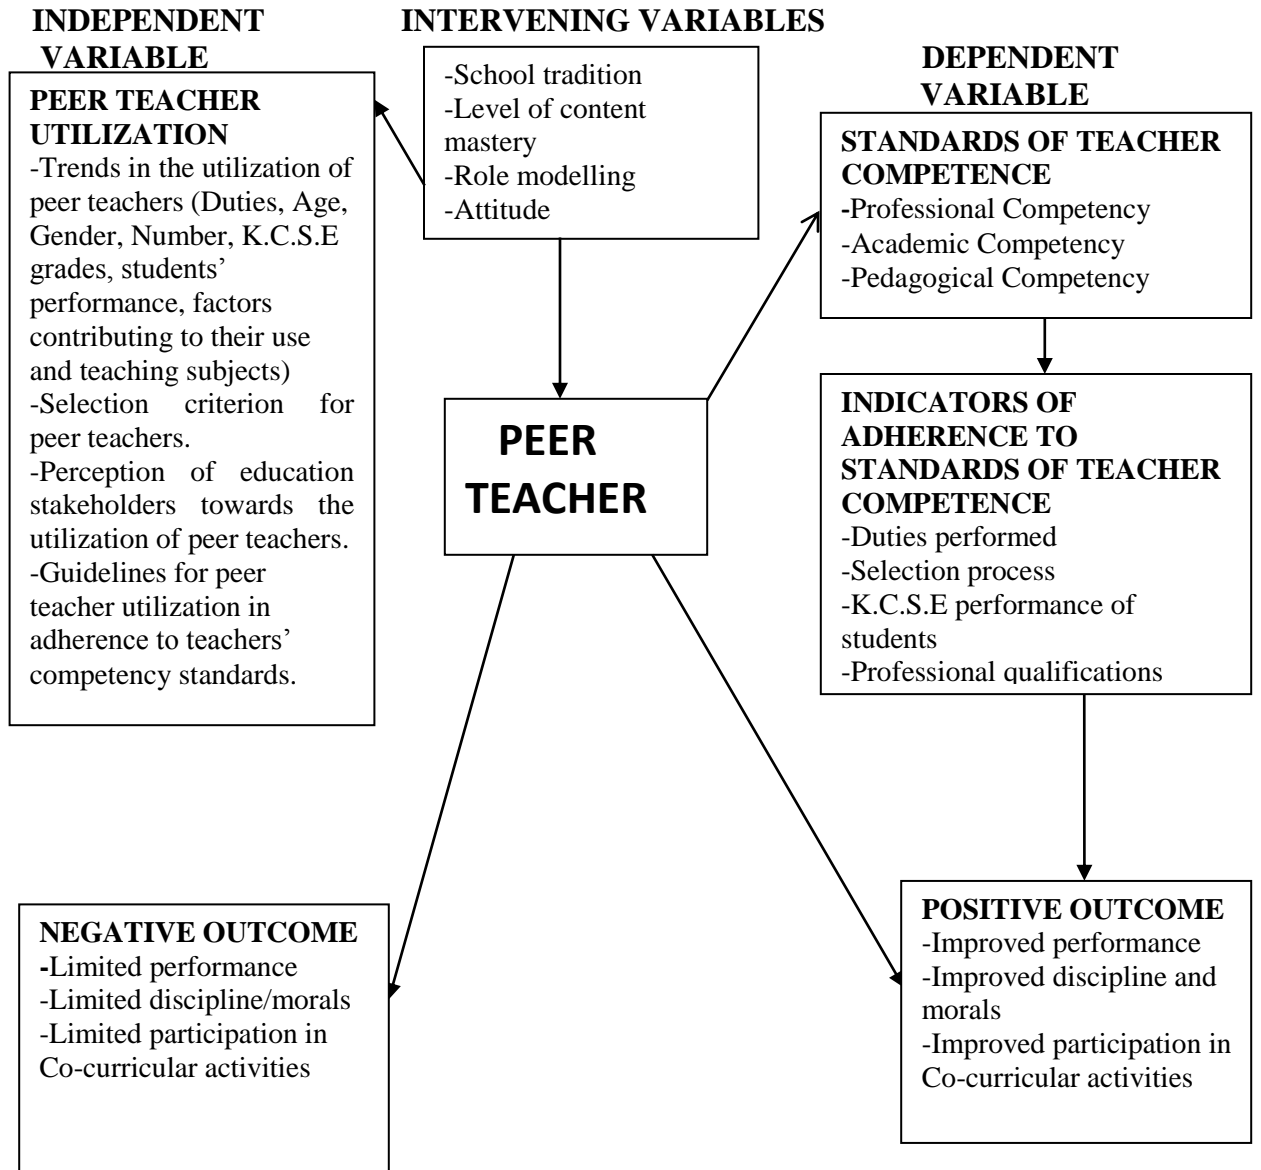 INDEPENDENT
VARIABLE
PEER TEACHER
UTILIZATION
-Trends in the utilization of
peer teachers (Duties, Age,
Gender, Number, K.C.S.E
grades, students’
performance, factors
contributing to their use
and teaching subjects)
-Selection criterion for
peer teachers.
-Perception of education
stakeholders towards the
utilization of peer teachers.
-Guidelines for peer
teacher utilization in
adherence to teachers’
competency standards.
INTERVENING VARIABLES
-School tradition
-Level of content
mastery
-Role modelling
-Attitude
PEER
TEACHER
DEPENDENT
VARIABLE
STANDARDS OF TEACHER
COMPETENCE
-Professional Competency
-Academic Competency
-Pedagogical Competency
INDICATORS OF
ADHERENCE TO
STANDARDS OF TEACHER
COMPETENCE
-Duties performed
-Selection process
-K.C.S.E performance of
students
-Professional qualifications
NEGATIVE OUTCOME
-Limited performance
-Limited discipline/morals
-Limited participation in
Co-curricular activities
POSITIVE OUTCOME
-Improved performance
-Improved discipline and
morals
-Improved participation in
Co-curricular activities